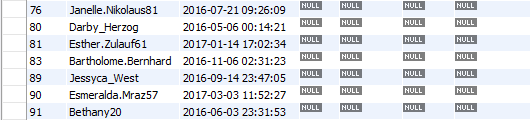 76 Janelle.Nikolaus81 2016-07-21 09:26:09 NULL NULL NULL NULL
80 Darby_Herzog 2016-05-06 00:14:21 NULL NULL NULL NULL
81 Esther.Zulauf61 2017-01-14 17:02:34 NULL NULL NULL NULL
83 Bartholome.Bernhard 2016-11-06 02:31:23 NULL NULL NULL NULL
89 Jessyca_West 2016-09-14 23:47:05 NULL NULL NULL NULL
90 Esmeralda.Mraz57 2017-03-03 11:52:27 NULL NULL NULL NULL
91 Bethany20 2016-06-03 23:31:53 NULL NULL NULL NULL